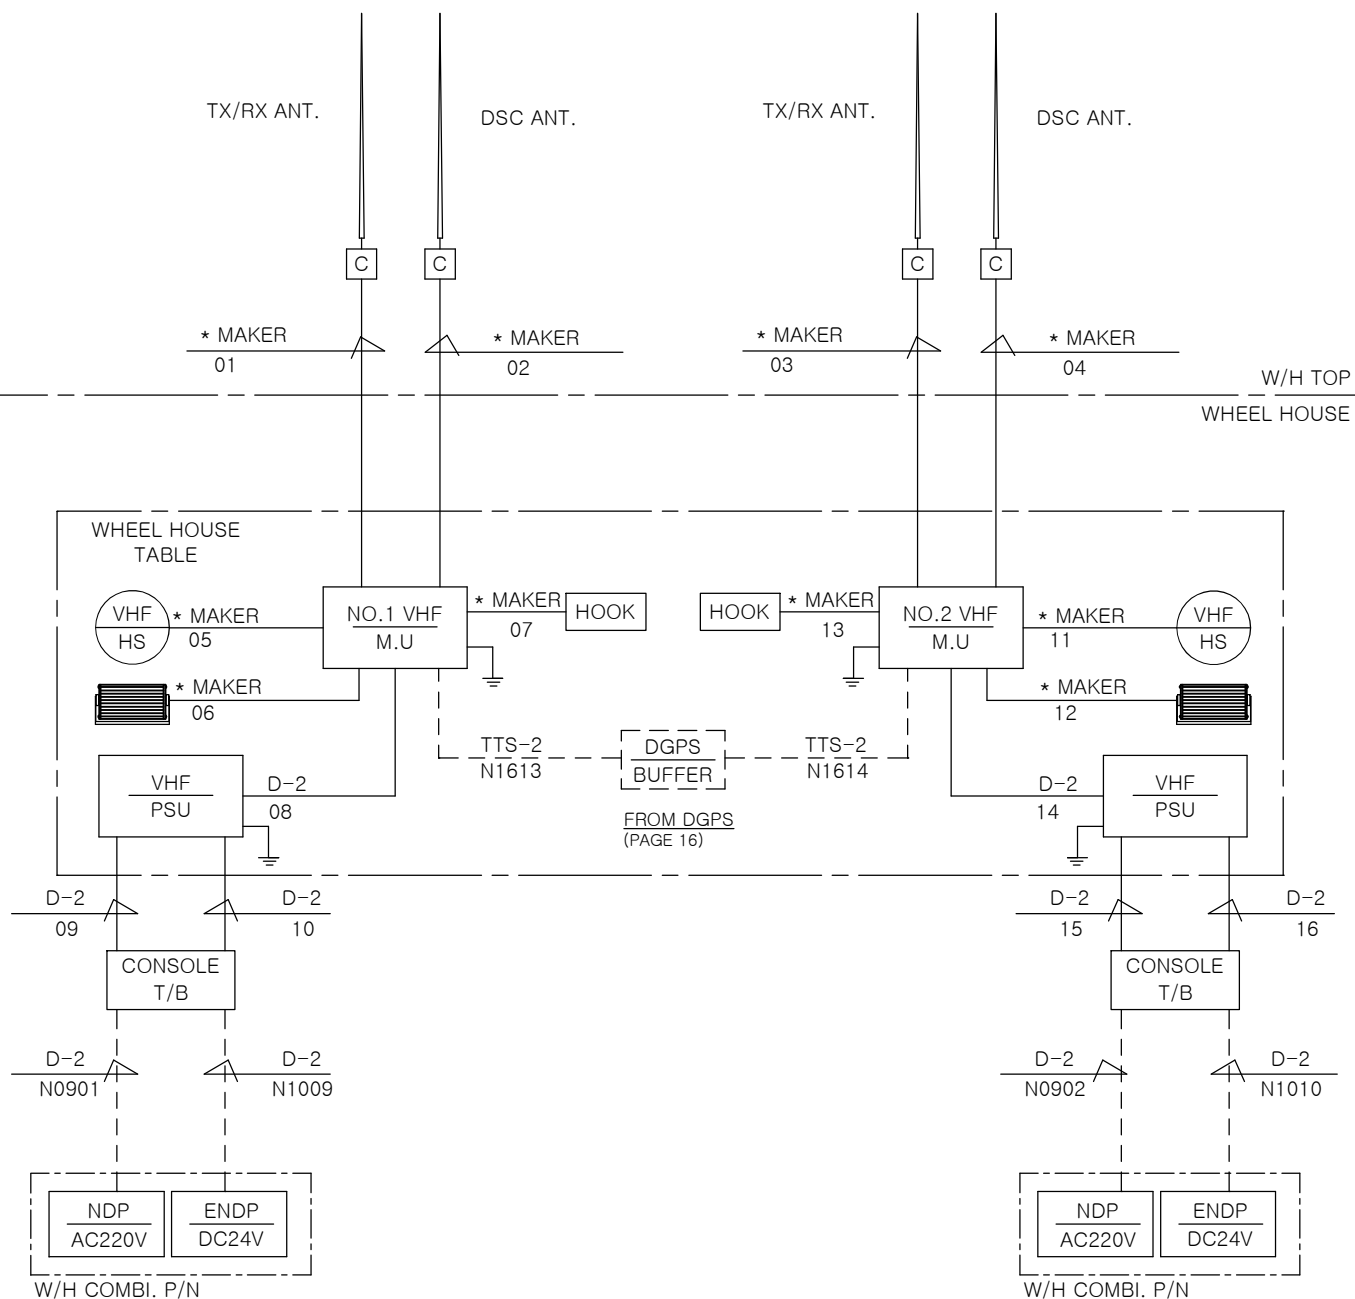 TX/RX ANT.
DSC ANT.
TX/RX ANT.
DSC ANT.
C
C
C
C
* MAKER
01
* MAKER
02
* MAKER
03
* MAKER
04
W/H TOP
WHEEL HOUSE
WHEEL HOUSE
TABLE
VHF
HS
* MAKER
05
NO.1 VHF
M.U
* MAKER
07
HOOK
HOOK
* MAKER
13
NO.2 VHF
M.U
* MAKER
11
VHF
HS
* MAKER
06
* MAKER
12
TTS-2
N1613
DGPS
BUFFER
TTS-2
N1614
FROM DGPS
(PAGE 16)
VHF
PSU
D-2
08
D-2
14
VHF
PSU
D-2
09
D-2
10
D-2
15
D-2
16
CONSOLE
T/B
CONSOLE
T/B
D-2
N0901
D-2
N1009
D-2
N0902
D-2
N1010
NDP
AC220V
ENDP
DC24V
NDP
AC220V
ENDP
DC24V
W/H COMBI. P/N
W/H COMBI. P/N